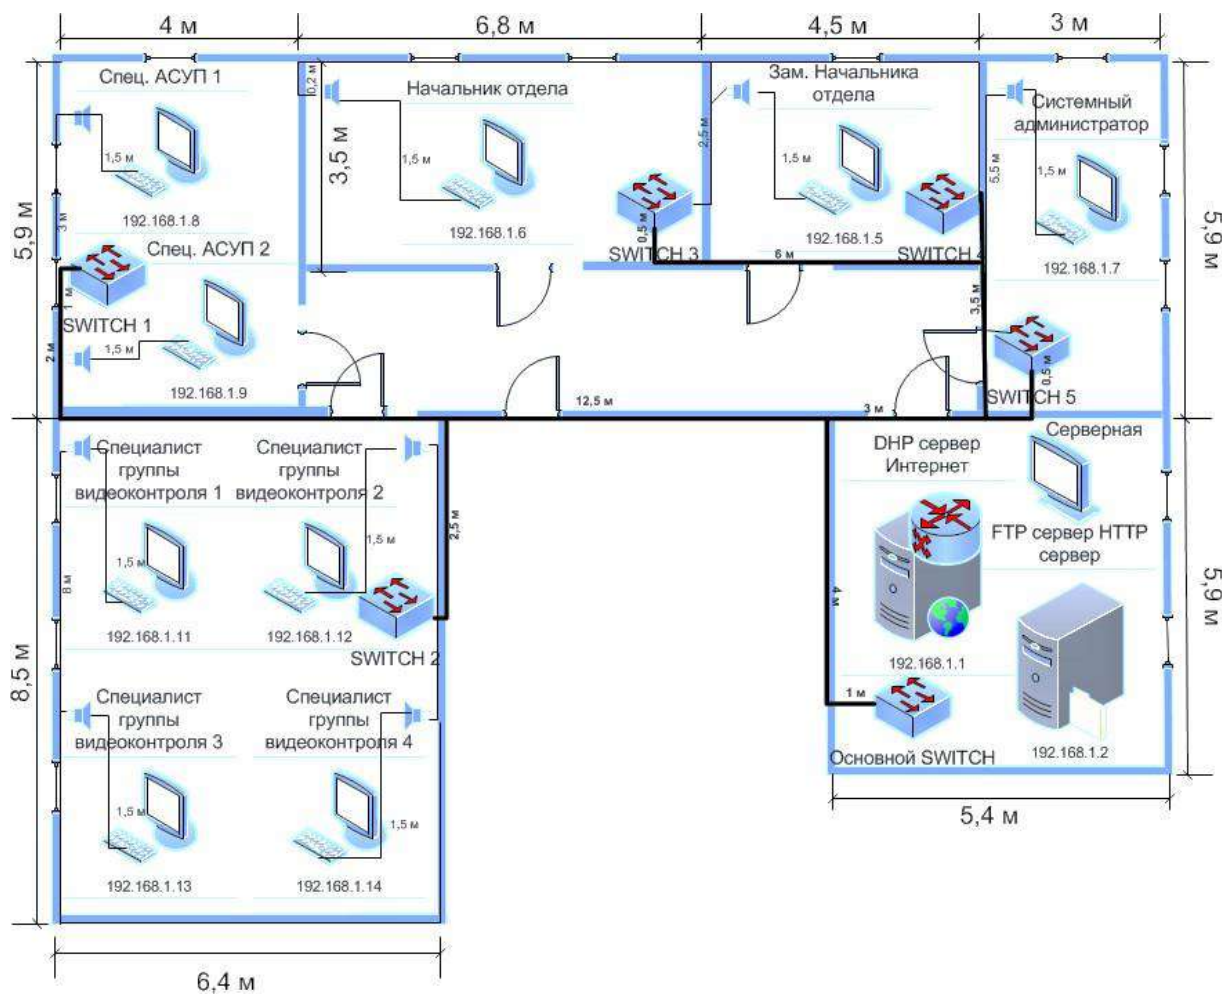 4 м
6,8 м
4,5 м
3 м
Спец. АСУП 1
0,2 м
Начальник отдела
Зам. Начальника
отдела
Системный
администратор
5,9 м
3,5 м
1,5 м
1,5 м
2,5 м
1,5 м
5,5 м
1,5 м
5,9 м
3 м
192.168.1.8
192.168.1.6
192.168.1.5
192.168.1.7
Спец. АСУП 2
0,5 м
SWITCH 3
6 м
SWITCH 4
1 м
SWITCH 1
3,5 м
2 м
1,5 м
192.168.1.9
12,5 м
3 м
0,5 м
SWITCH 5
Специалист
группы
видеоконтроля 1
Специалист
группы
видеоконтроля 2
DHP сервер
Интернет
Серверная
FTP сервер HTTP
сервер
2,5 м
1,5 м
1,5 м
8 м
4 м
5,9 м
192.168.1.11
192.168.1.12
SWITCH 2
192.168.1.1
8,5 м
Специалист
группы
видеоконтроля 3
Специалист
группы
видеоконтроля 4
1 м
Основной SWITCH
192.168.1.2
1,5 м
1,5 м
5,4 м
192.168.1.13
192.168.1.14
6,4 м